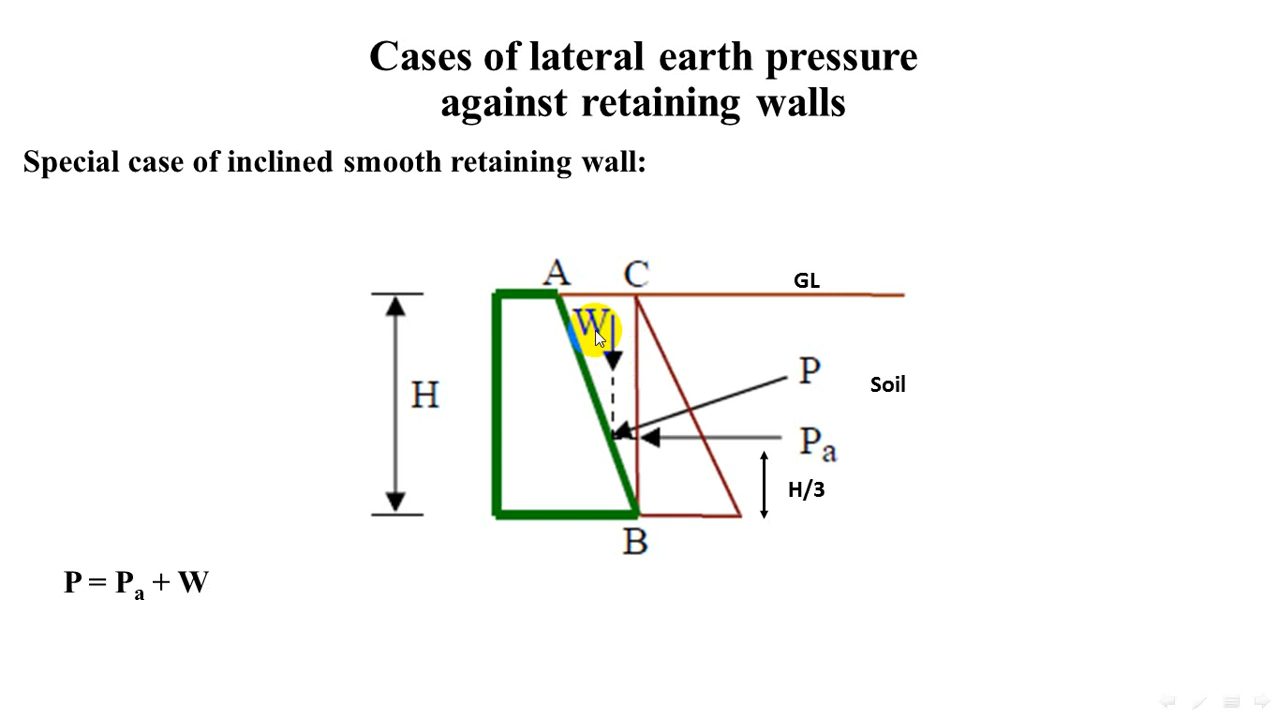 Cases of lateral earth pressure
against retaining walls
Special case of inclined smooth retaining wall:
A C GL
W
P
Soil
H
Pa
H/3
B
P = Pa + W